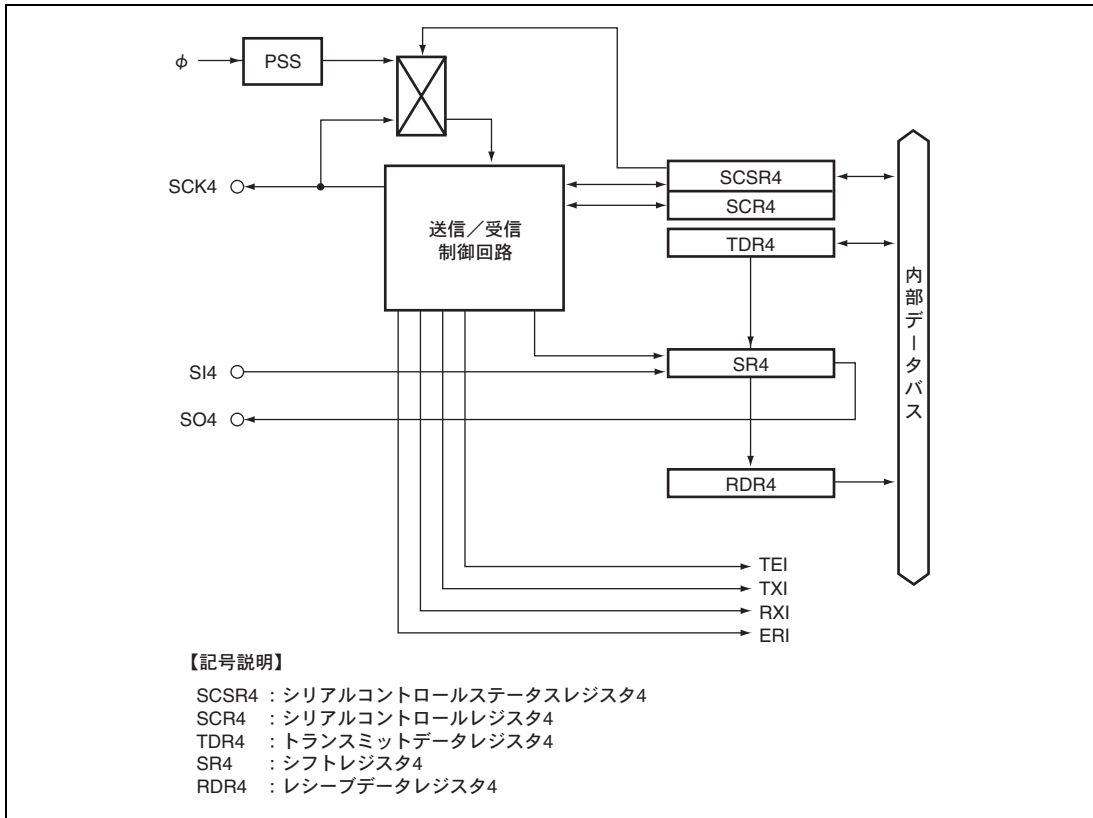 φ
PSS
SCK4
送信／受信
制御回路
SCSR4
SCR4
TDR4
SI4
SR4
SO4
RDR4
内部データバス
TEI
TXI
RXI
ERI
【記号説明】
SCSR4 ：シリアルコントロールステータスレジスタ4
SCR4 ：シリアルコントロールレジスタ4
TDR4 ：トランスミットデータレジスタ4
SR4 ：シフトレジスタ4
RDR4 ：レシーブデータレジスタ4